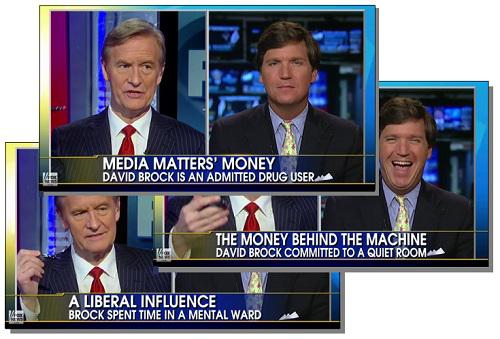 MEDIA MATTERS' MONEY
DAVID BROCK IS AN ADMITTED DRUG USER
THE MONEY BEHIND THE MACHINE
DAVID BROCK COMMITTED TO A QUIET ROOM
A LIBERAL INFLUENCE
BROCK SPENT TIME IN A MENTAL WARD